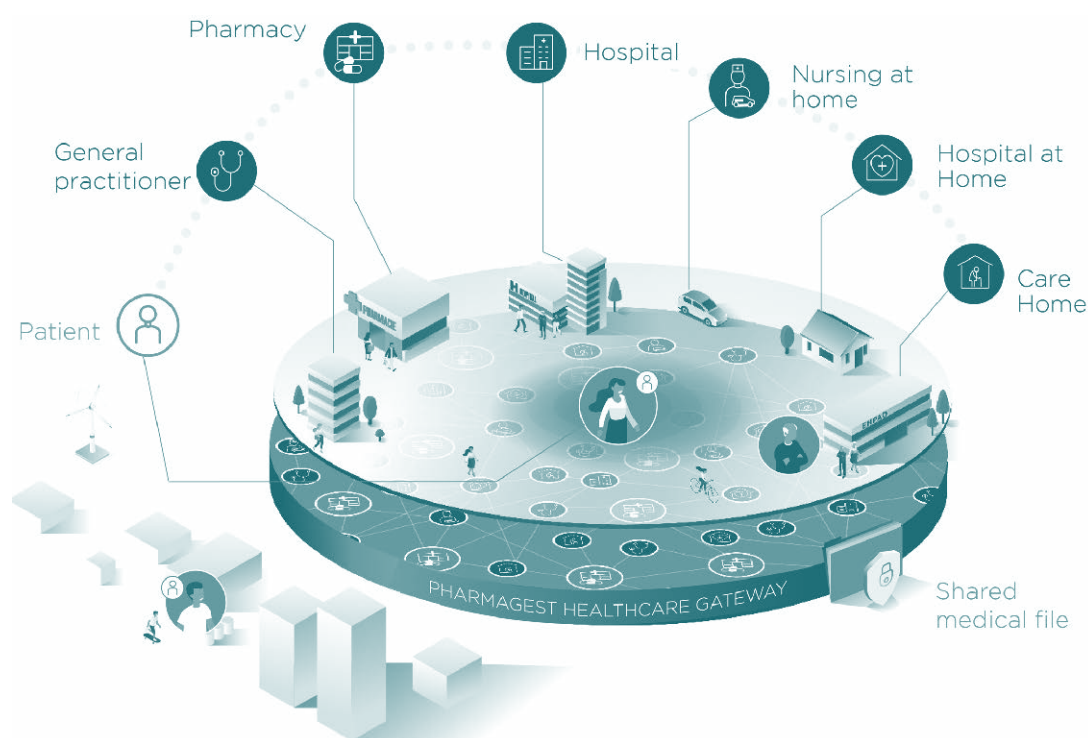 Pharmacy
Hospital
Nursing at
home
General
practitioner
Hospital at
Home
Care
Home
Patient
PHARMACIE
EHPAD
PHARMAGEST HEALTHCARE GATEWAY
Shared
medical file